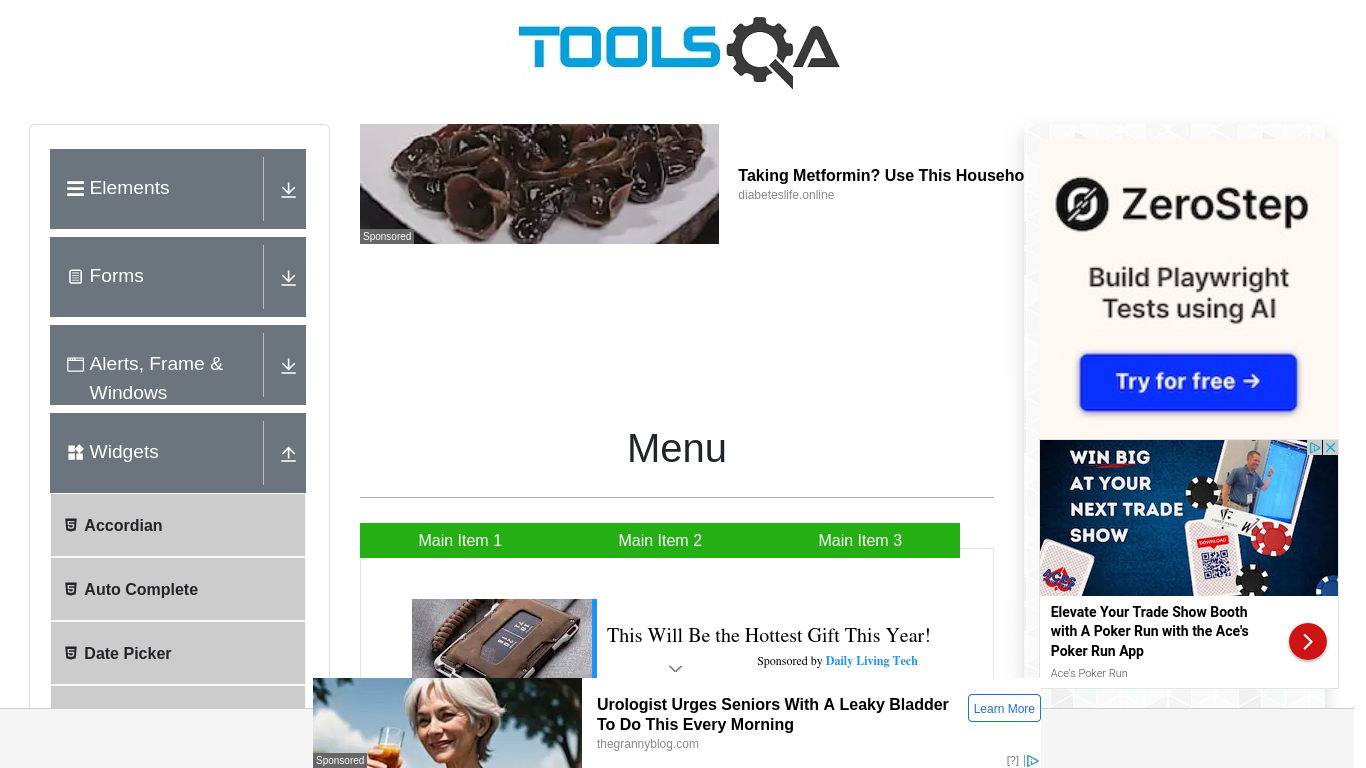 TOOLSQA
Elements
Forms
Alerts, Frame &
Windows
Widgets
Accordian
Auto Complete
Date Picker
Sponsored
Taking Metformin? Use This Househo
diabeteslife.online
Menu
Main Item 1
Main Item 2
Main Item 3
This Will Be the Hottest Gift This Year!
Sponsored by Daily Living Tech
Sponsored
Urologist Urges Seniors With A Leaky Bladder
To Do This Every Morning
thegrannyblog.com
Learn More
[?]
ZeroStep
Build Playwright
Tests using AI
Try for free →
WIN BIG
AT YOUR
NEXT TRADE
SHOW
DOWNLOAD
ACES
Elevate Your Trade Show Booth
with A Poker Run with the Ace's
Poker Run App
Ace's Poker Run